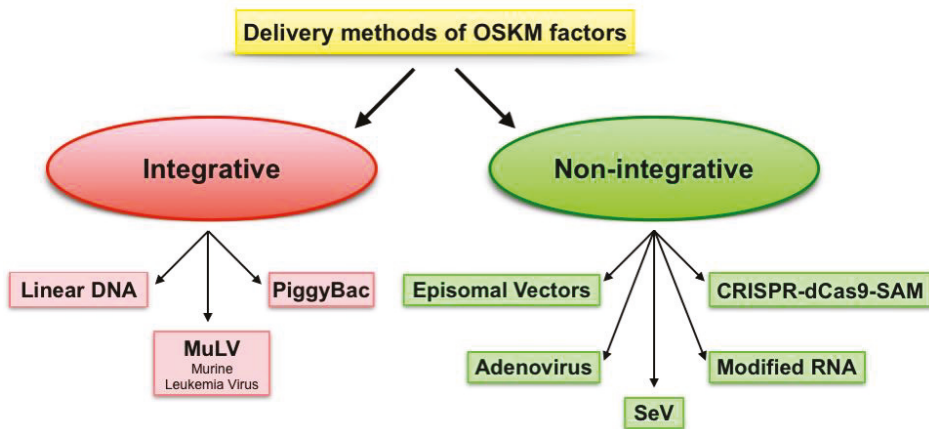 Delivery methods of OSKM factors
Integrative
Non-integrative
Linear DNA
PiggyBac
MuLV
Murine
Leukemia Virus
Episomal Vectors
CRISPR-dCas9-SAM
Adenovirus
Modified RNA
SeV